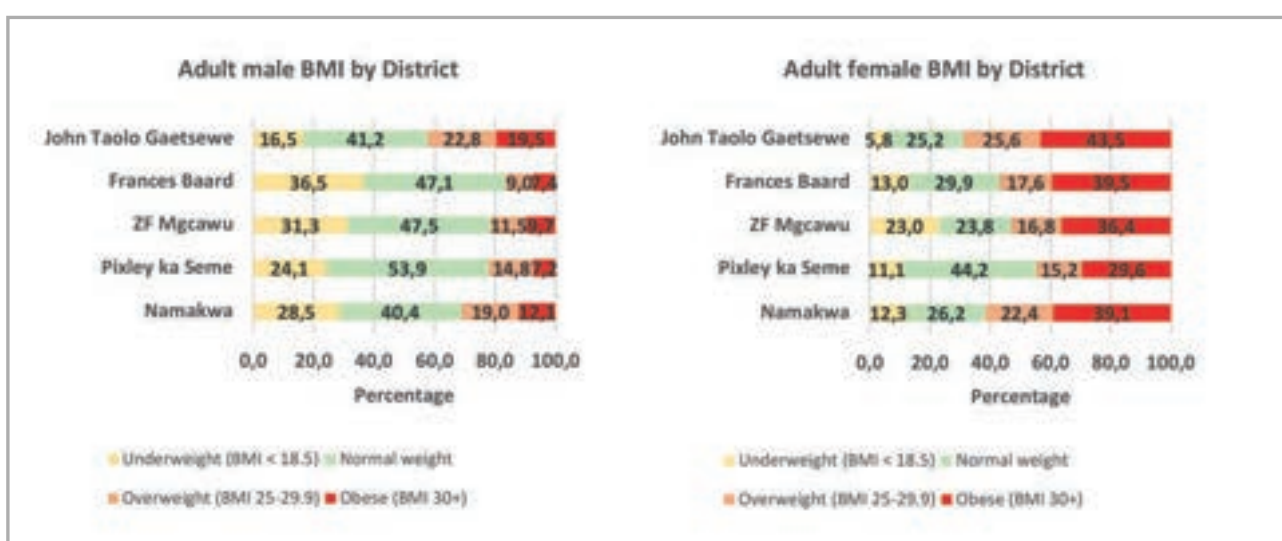 Adult male BMI by District
John Taolo Gaetsewe 16,5 41,2 22,8 19,5
Frances Baard 36,5 47,1 9,0 7,4
ZF Mgcawu 31,3 47,5 11,5 9,7
Pixley ka Seme 24,1 53,9 14,8 7,2
Namakwa 28,5 40,4 19,0 12,1
0,0 20,0 40,0 60,0 80,0 100,0
Percentage
Underweight (BMI < 18.5) Normal weight
Overweight (BMI 25-29.9) Obese (BMI 30+)
Adult female BMI by District
John Taolo Gaetsewe 5,8 25,2 25,6 43,5
Frances Baard 13,0 29,9 17,6 39,5
ZF Mgcawu 23,0 23,8 16,8 36,4
Pixley ka Seme 11,1 44,2 15,2 29,6
Namakwa 12,3 26,2 22,4 39,1
0,0 20,0 40,0 60,0 80,0 100,0
Percentage
Underweight (BMI < 18.5) Normal weight
Overweight (BMI 25-29.9) Obese (BMI 30+)